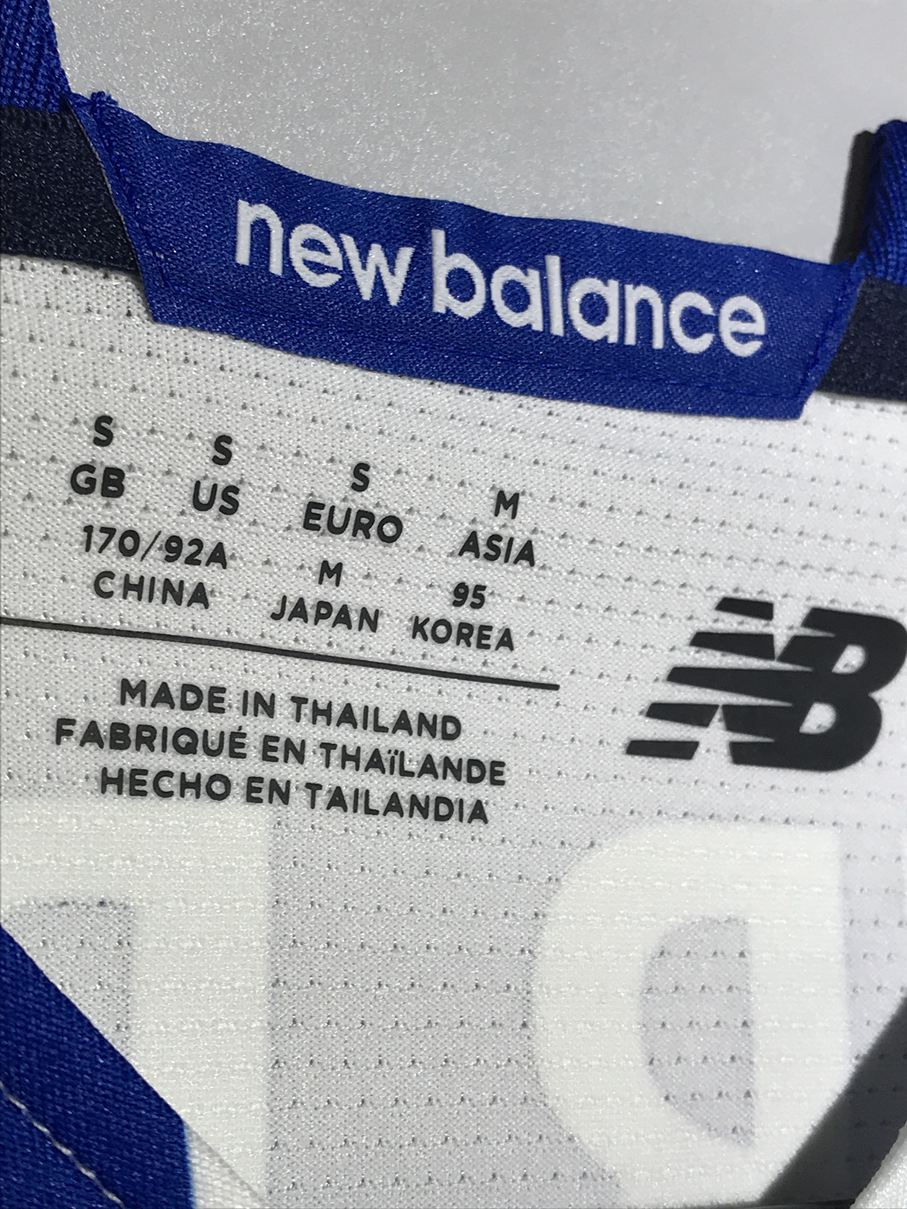 new balance
S S S M
GB US EURO ASIA
170/92A M 95
CHINA JAPAN KOREA
NB
MADE IN THAILAND
FABRIQUÉ EN THAïLANDE
HECHO EN TAILANDIA